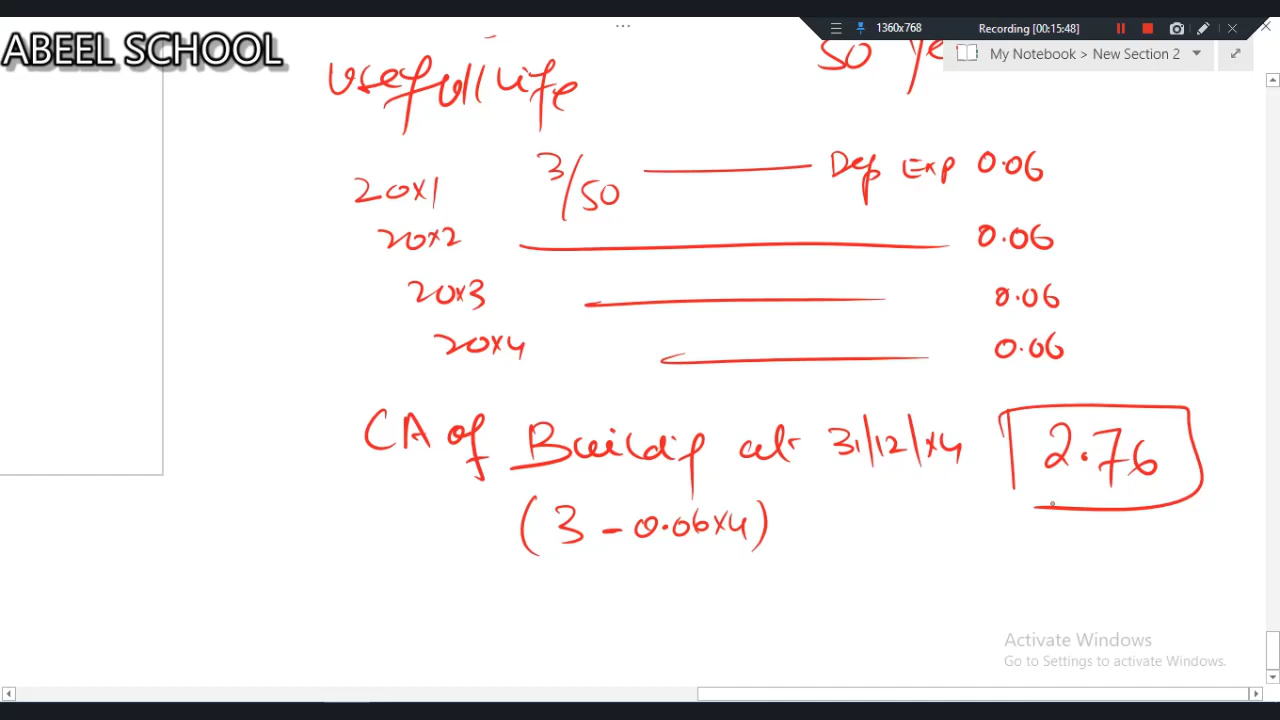 1360x768 Recording [00:15:48]
ABEEL SCHOOL
My Notebook > New Section 2
Usefull Life 50
20x1 3/50 Dep Exp 0.06
20x2 0.06
20x3 0.06
20x4 0.06
CA of Building at 31/12/x4 2.76
(3 - 0.06x4)
Activate Windows
Go to Settings to activate Windows.